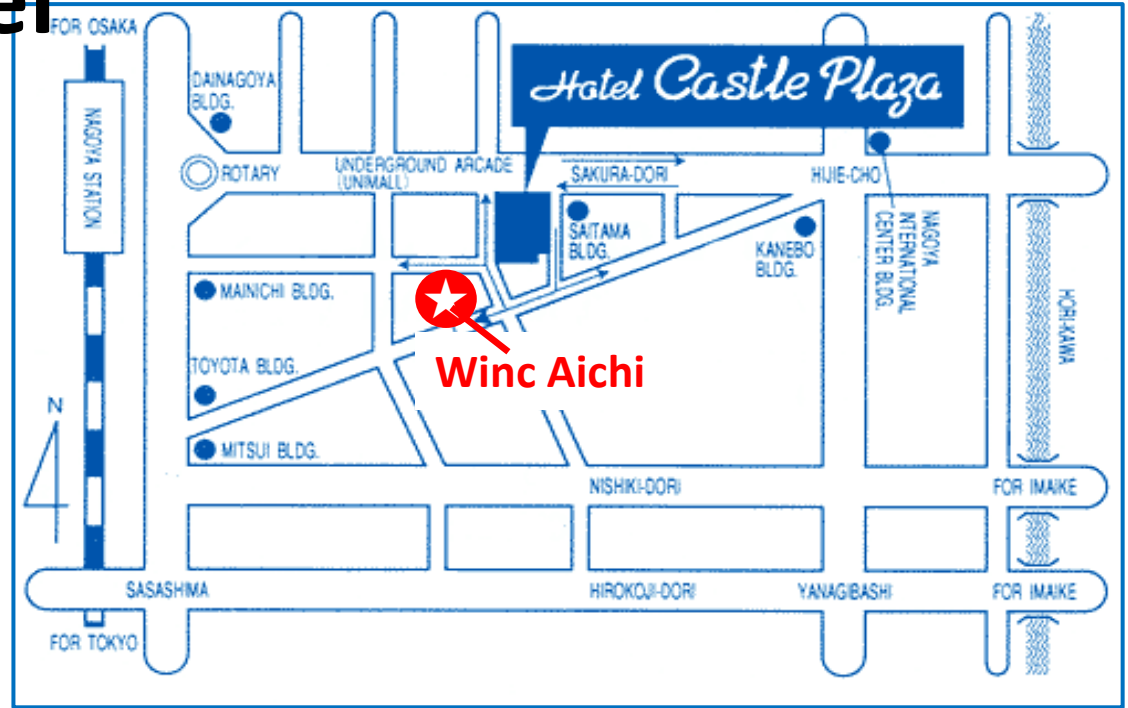 FOR OSAKA
DAINAGOYA
BLDG.
Hotel Castle Plaza
NAGOYA STATION
ROTARY
UNDERGROUND ARCADE
(UNIMALL)
SAKURA-DORI
HIJIE-CHO
SAITAMA
BLDG.
KANEBO
BLDG.
NAGOYA
INTERNATIONAL
CENTER BLDG.
MAINICHI BLDG.
HORI-KAWA
Winc Aichi
TOYOTA BLDG.
N
MITSUI BLDG.
NISHIKI-DORI
FOR IMAIKE
SASASHIMA
HIROKOJI-DORI
YANAGIBASHI
FOR IMAIKE
FOR TOKYO